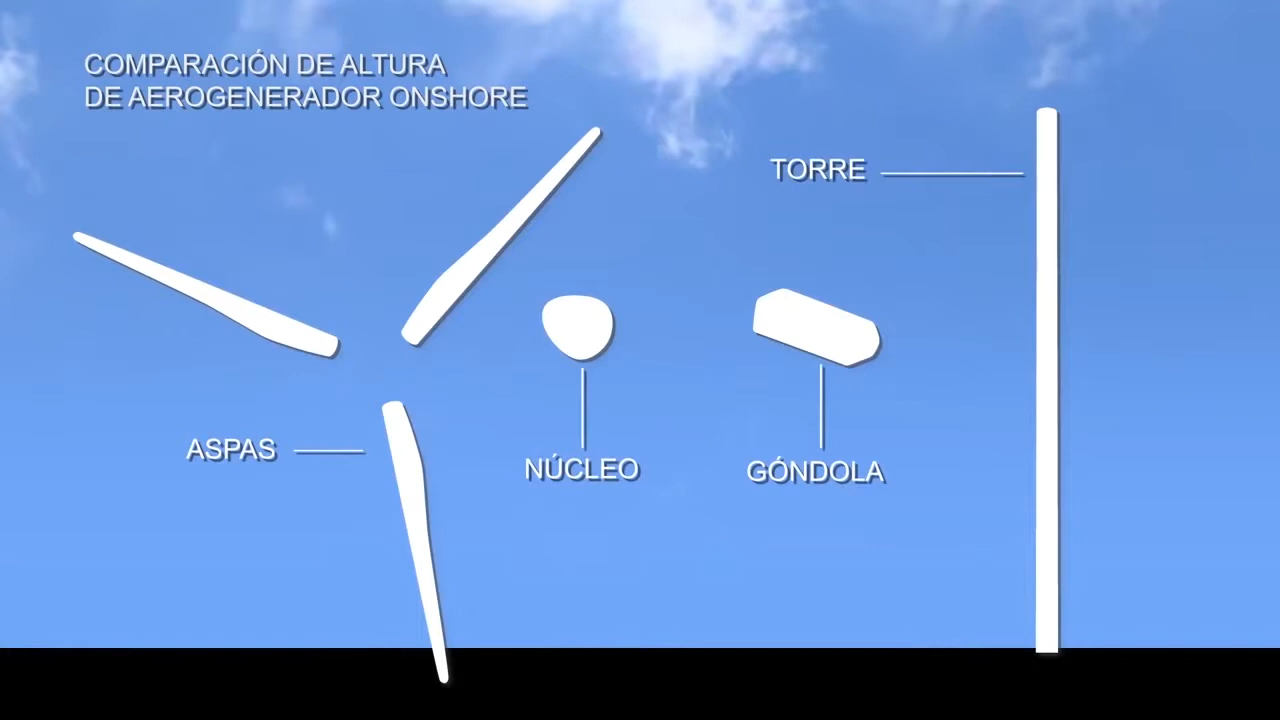 COMPARACIÓN DE ALTURA
DE AEROGENERADOR ONSHORE
TORRE
ASPAS
NÚCLEO
GÓNDOLA